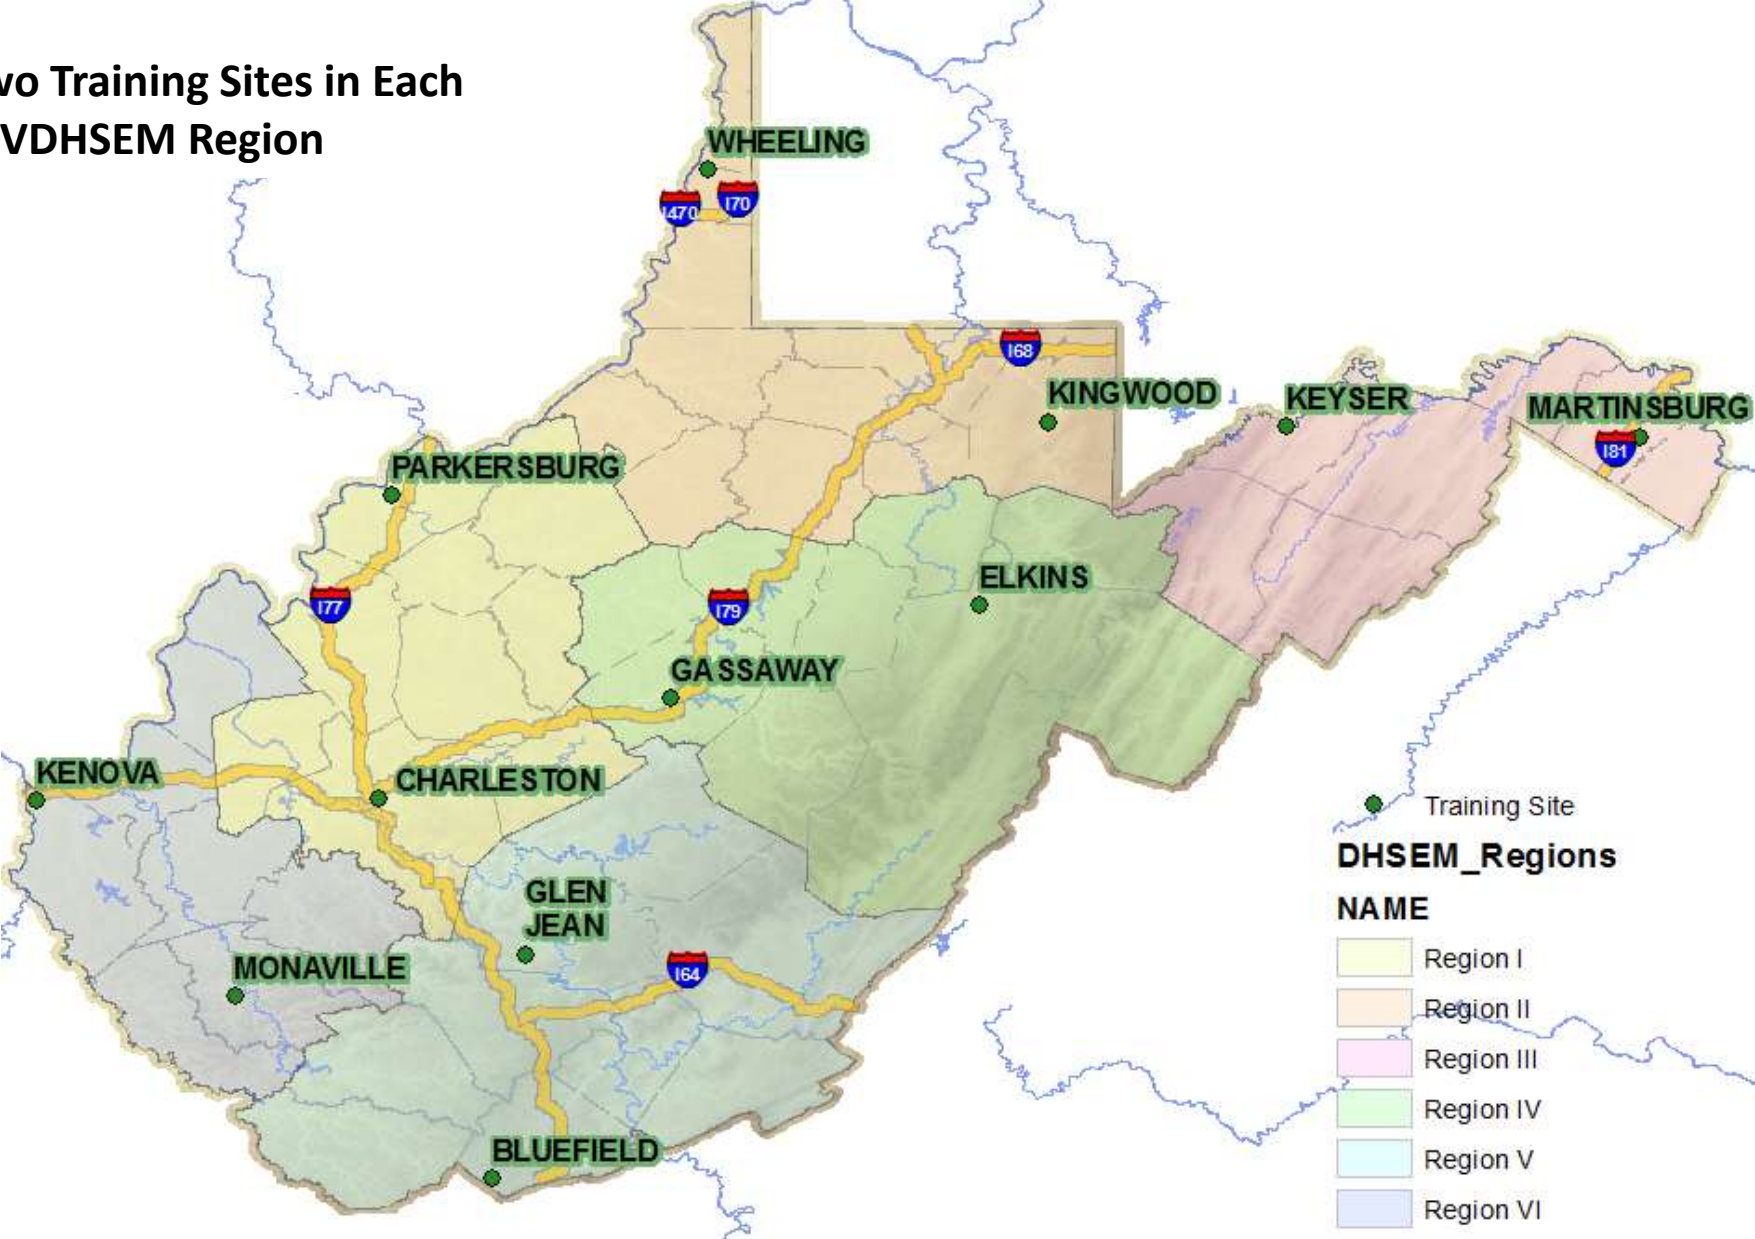 wo Training Sites in Each
VDHSEM Region
WHEELING
I470
I70
I68
KINGWOOD
KEYSER
MARTINSBURG
I81
PARKERSBURG
I77
I79
ELKINS
GASSAWAY
KENOVA
CHARLESTON
GLEN
JEAN
MONAVILLE
I64
BLUEFIELD
Training Site
DHSEM_Regions
NAME
Region I
Region II
Region III
Region IV
Region V
Region VI